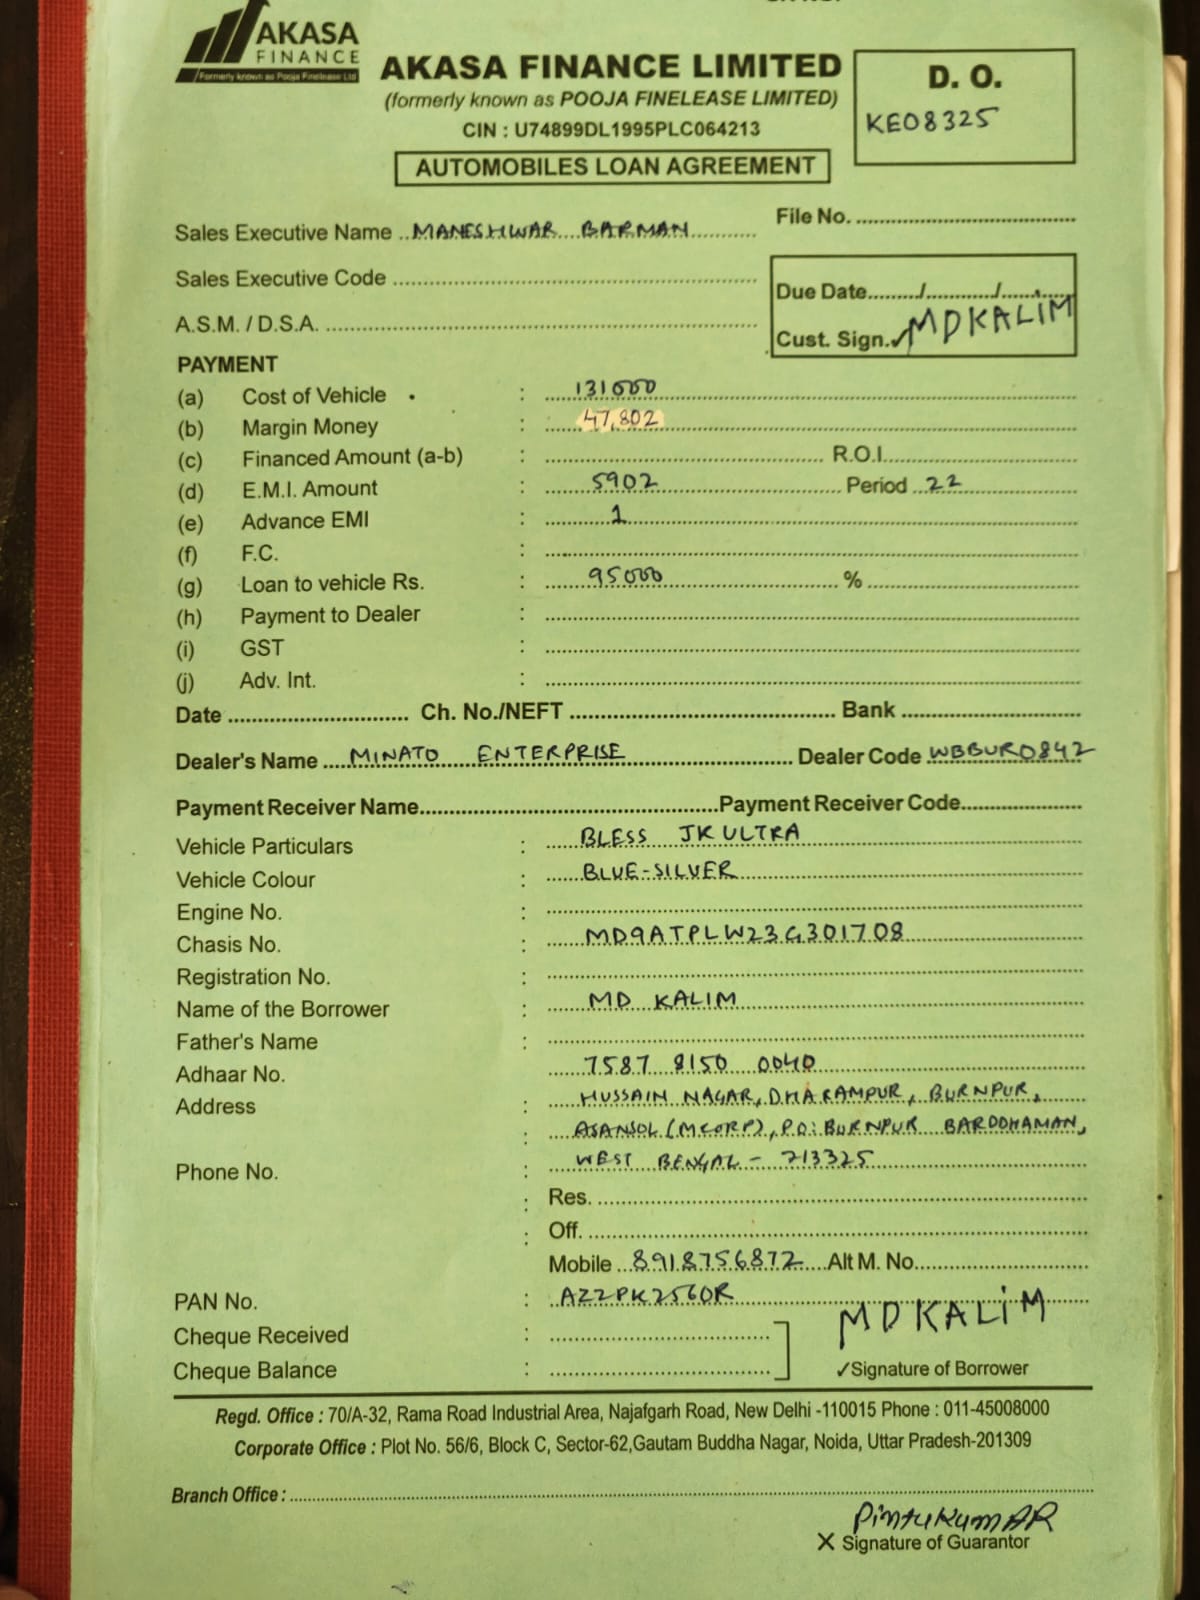 AKASA
FINANCE
Formerly known as Pooja Finelease Ltd
AKASA FINANCE LIMITED
(formerly known as POOJA FINELEASE LIMITED)
CIN : U74899DL1995PLC064213
AUTOMOBILES LOAN AGREEMENT
D. O.
KE08325
File No.
Sales Executive Name MANESHWAR BARMAN
Sales Executive Code
A.S.M. / D.S.A.
Due Date / /
Cust. Sign. ✓ MDKALIM
PAYMENT
(a) Cost of Vehicle : 131000
(b) Margin Money : 47,802
(c) Financed Amount (a-b) : R.O.I.
(d) E.M.I. Amount : 5902 Period 22
(e) Advance EMI : 1
(f) F.C. :
(g) Loan to vehicle Rs. : 95000 %
(h) Payment to Dealer :
(i) GST :
(j) Adv. Int. :
Date Ch. No./NEFT Bank
Dealer's Name MINATO ENTERPRISE Dealer Code WBBUR0842
Payment Receiver Name Payment Receiver Code
Vehicle Particulars : BLESS JK ULTRA
Vehicle Colour : BLUE-SILVER
Engine No. :
Chasis No. : MD9ATPLW23G301708
Registration No. :
Name of the Borrower : MD KALIM
Father's Name :
Adhaar No. 7587 8150 0040
Address : HUSSAIN NAGAR, DHARAMPUR, BURNPUR,
: ASANSOL (MCORP), P.O: BURNPUR BARDDHAMAN,
Phone No. : WEST BENGAL - 713325
: Res.
: Off.
Mobile 8918756872 Alt M. No.
PAN No. : AZZPK2560R
MDKALIM
Cheque Received :
Cheque Balance :
✓Signature of Borrower
Regd. Office : 70/A-32, Rama Road Industrial Area, Najafgarh Road, New Delhi -110015 Phone : 011-45008000
Corporate Office : Plot No. 56/6, Block C, Sector-62,Gautam Buddha Nagar, Noida, Uttar Pradesh-201309
Branch Office :
PintuKumAR
X Signature of Guarantor